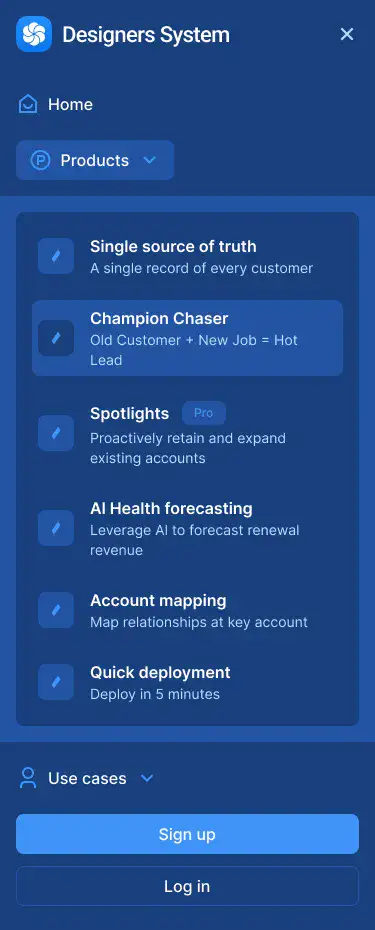 Designers System
Home
Products
Single source of truth
A single record of every customer
Champion Chaser
Old Customer + New Job = Hot
Lead
Spotlights Pro
Proactively retain and expand
existing accounts
AI Health forecasting
Leverage AI to forecast renewal
revenue
Account mapping
Map relationships at key account
Quick deployment
Deploy in 5 minutes
Use cases
Sign up
Log in